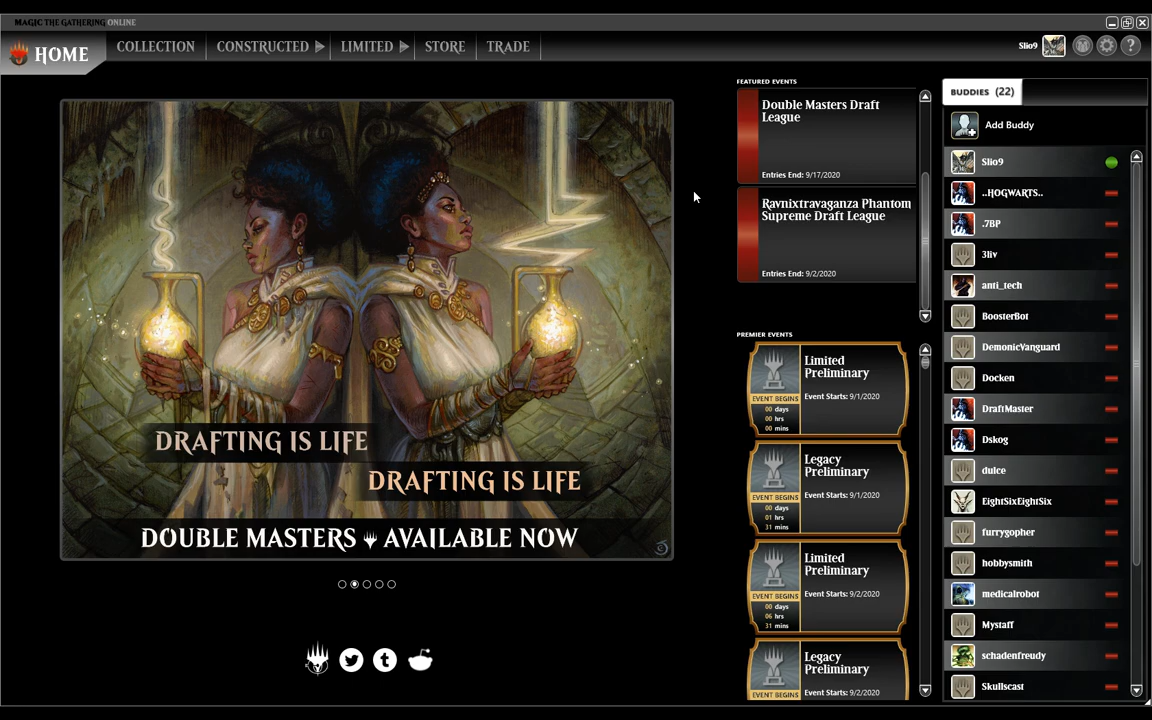 MAGIC THE GATHERING ONLINE
HOME
COLLECTION
CONSTRUCTED
LIMITED
STORE
TRADE
Slio9
?
DRAFTING IS LIFE
DRAFTING IS LIFE
DOUBLE MASTERS AVAILABLE NOW
FEATURED EVENTS
Double Masters Draft
League
Entries End: 9/17/2020
Ravnixtravaganza Phantom
Supreme Draft League
Entries End: 9/2/2020
PREMIER EVENTS
Limited
Preliminary
Event Starts: 9/1/2020
EVENT BEGINS
00 days
00 hrs
00 mins
Legacy
Preliminary
Event Starts: 9/1/2020
EVENT BEGINS
00 days
01 hrs
31 mins
Limited
Preliminary
Event Starts: 9/2/2020
EVENT BEGINS
00 days
06 hrs
31 mins
Legacy
Preliminary
Event Starts: 9/2/2020
EVENT BEGINS
BUDDIES (22)
Add Buddy
Slio9
..HOGWARTS..
.7BP
3liv
anti_tech
BoosterBot
DemonicVanguard
Docken
DraftMaster
Dskog
dulce
EightSixEightSix
furrygopher
hobbysmith
medicalrobot
Mystaff
schadenfreudy
Skullscast